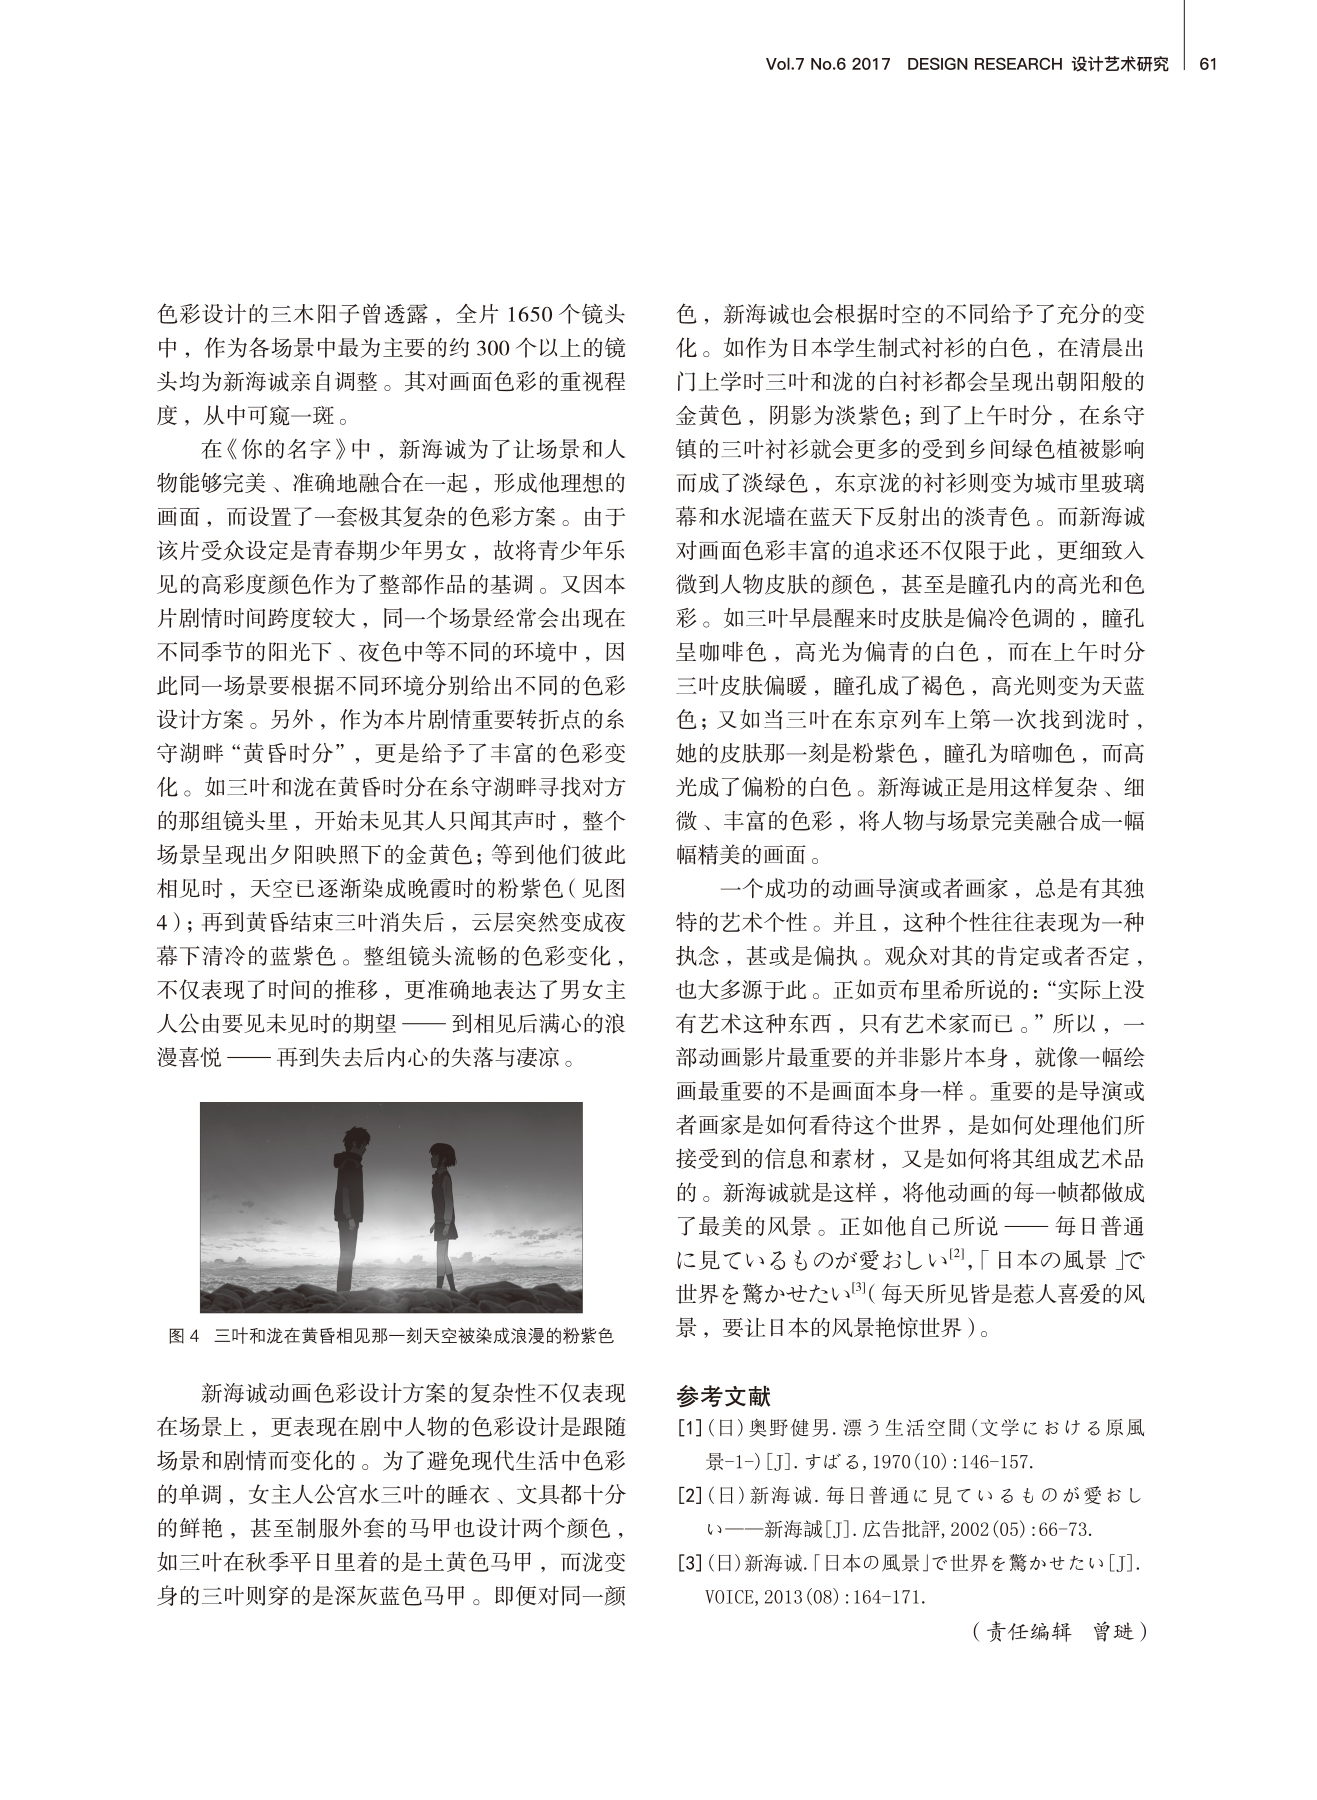 Vol.7 No.6 2017 DESIGN RESEARCH 设计艺术研究 61
色彩设计的三木阳子曾透露，全片 1650 个镜头
中，作为各场景中最为主要的约 300 个以上的镜
头均为新海诚亲自调整。其对画面色彩的重视程
度，从中可窥一斑。
在《你的名字》中，新海诚为了让场景和人
物能够完美、准确地融合在一起，形成他理想的
画面，而设置了一套极其复杂的色彩方案。由于
该片受众设定是青春期少年男女，故将青少年乐
见的高彩度颜色作为了整部作品的基调。又因本
片剧情时间跨度较大，同一个场景经常会出现在
不同季节的阳光下、夜色中等不同的环境中，因
此同一场景要根据不同环境分别给出不同的色彩
设计方案。另外，作为本片剧情重要转折点的糸
守湖畔“黄昏时分”，更是给予了丰富的色彩变
化。如三叶和泷在黄昏时分在糸守湖畔寻找对方
的那组镜头里，开始未见其人只闻其声时，整个
场景呈现出夕阳映照下的金黄色；等到他们彼此
相见时，天空已逐渐染成晚霞时的粉紫色（见图
4）；再到黄昏结束三叶消失后，云层突然变成夜
幕下清冷的蓝紫色。整组镜头流畅的色彩变化，
不仅表现了时间的推移，更准确地表达了男女主
人公由要见未见时的期望——到相见后满心的浪
漫喜悦——再到失去后内心的失落与凄凉。
图 4 三叶和泷在黄昏相见那一刻天空被染成浪漫的粉紫色
新海诚动画色彩设计方案的复杂性不仅表现
在场景上，更表现在剧中人物的色彩设计是跟随
场景和剧情而变化的。为了避免现代生活中色彩
的单调，女主人公宫水三叶的睡衣、文具都十分
的鲜艳，甚至制服外套的马甲也设计两个颜色，
如三叶在秋季平日里着的是土黄色马甲，而泷变
身的三叶则穿的是深灰蓝色马甲。即便对同一颜
色，新海诚也会根据时空的不同给予了充分的变
化。如作为日本学生制式衬衫的白色，在清晨出
门上学时三叶和泷的白衬衫都会呈现出朝阳般的
金黄色，阴影为淡紫色；到了上午时分，在糸守
镇的三叶衬衫就会更多的受到乡间绿色植被影响
而成了淡绿色，东京泷的衬衫则变为城市里玻璃
幕和水泥墙在蓝天下反射出的淡青色。而新海诚
对画面色彩丰富的追求还不仅限于此，更细致入
微到人物皮肤的颜色，甚至是瞳孔内的高光和色
彩。如三叶早晨醒来时皮肤是偏冷色调的，瞳孔
呈咖啡色，高光为偏青的白色，而在上午时分
三叶皮肤偏暖，瞳孔成了褐色，高光则变为天蓝
色；又如当三叶在东京列车上第一次找到泷时，
她的皮肤那一刻是粉紫色，瞳孔为暗咖色，而高
光成了偏粉的白色。新海诚正是用这样复杂、细
微、丰富的色彩，将人物与场景完美融合成一幅
幅精美的画面。
一个成功的动画导演或者画家，总是有其独
特的艺术个性。并且，这种个性往往表现为一种
执念，甚或是偏执。观众对其的肯定或者否定，
也大多源于此。正如贡布里希所说的：“实际上没
有艺术这种东西，只有艺术家而已。”所以，一
部动画影片最重要的并非影片本身，就像一幅绘
画最重要的不是画面本身一样。重要的是导演或
者画家是如何看待这个世界，是如何处理他们所
接受到的信息和素材，又是如何将其组成艺术品
的。新海诚就是这样，将他动画的每一帧都做成
了最美的风景。正如他自己所说——毎日普通
に見ているものが愛おしい[2]，「日本の風景」で
世界を驚かせたい[3]（每天所见皆是惹人喜爱的风
景，要让日本的风景艳惊世界）。
参考文献
[1](日)奥野健男.漂う生活空間(文学における原風
景-1-)[J].すばる,1970(10):146-157.
[2](日)新海诚.毎日普通に見ているものが愛おし
い——新海誠[J].広告批評,2002(05):66-73.
[3](日)新海诚.「日本の風景」で世界を驚かせたい[J].
VOICE,2013(08):164-171.
（责任编辑 曾琎）